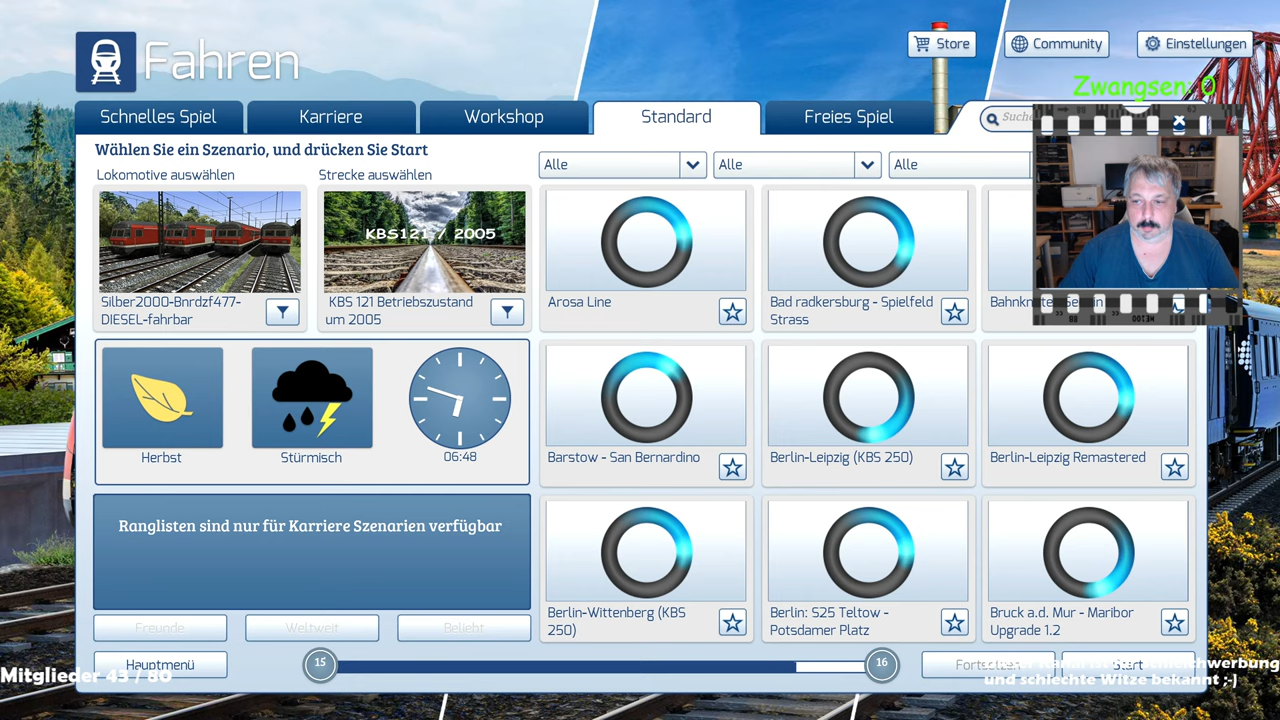 Fahren
Store
Community
Einstellungen
Zwangsen: 0
Schnelles Spiel
Karriere
Workshop
Standard
Freies Spiel
Suche
Wählen Sie ein Szenario, und drücken Sie Start
Alle
Alle
Alle
Lokomotive auswählen
Strecke auswählen
KBS121 / 2005
Silber2000-Bnrdzf477-
DIESEL-fahrbar
KBS 121 Betriebszustand
um 2005
Arosa Line
Bad radkersburg - Spielfeld
Strass
Herbst
Stürmisch
06:48
Barstow - San Bernardino
Berlin-Leipzig (KBS 250)
Berlin-Leipzig Remastered
Ranglisten sind nur für Karriere Szenarien verfügbar
Berlin-Wittenberg (KBS
250)
Berlin: S25 Teltow -
Potsdamer Platz
Bruck a.d. Mur - Maribor
Upgrade 1.2
Freunde
Weltweit
Beliebt
Hauptmenü
15
16
Mitglieder 43 / 80
und schlechte Witze bekannt ;-)